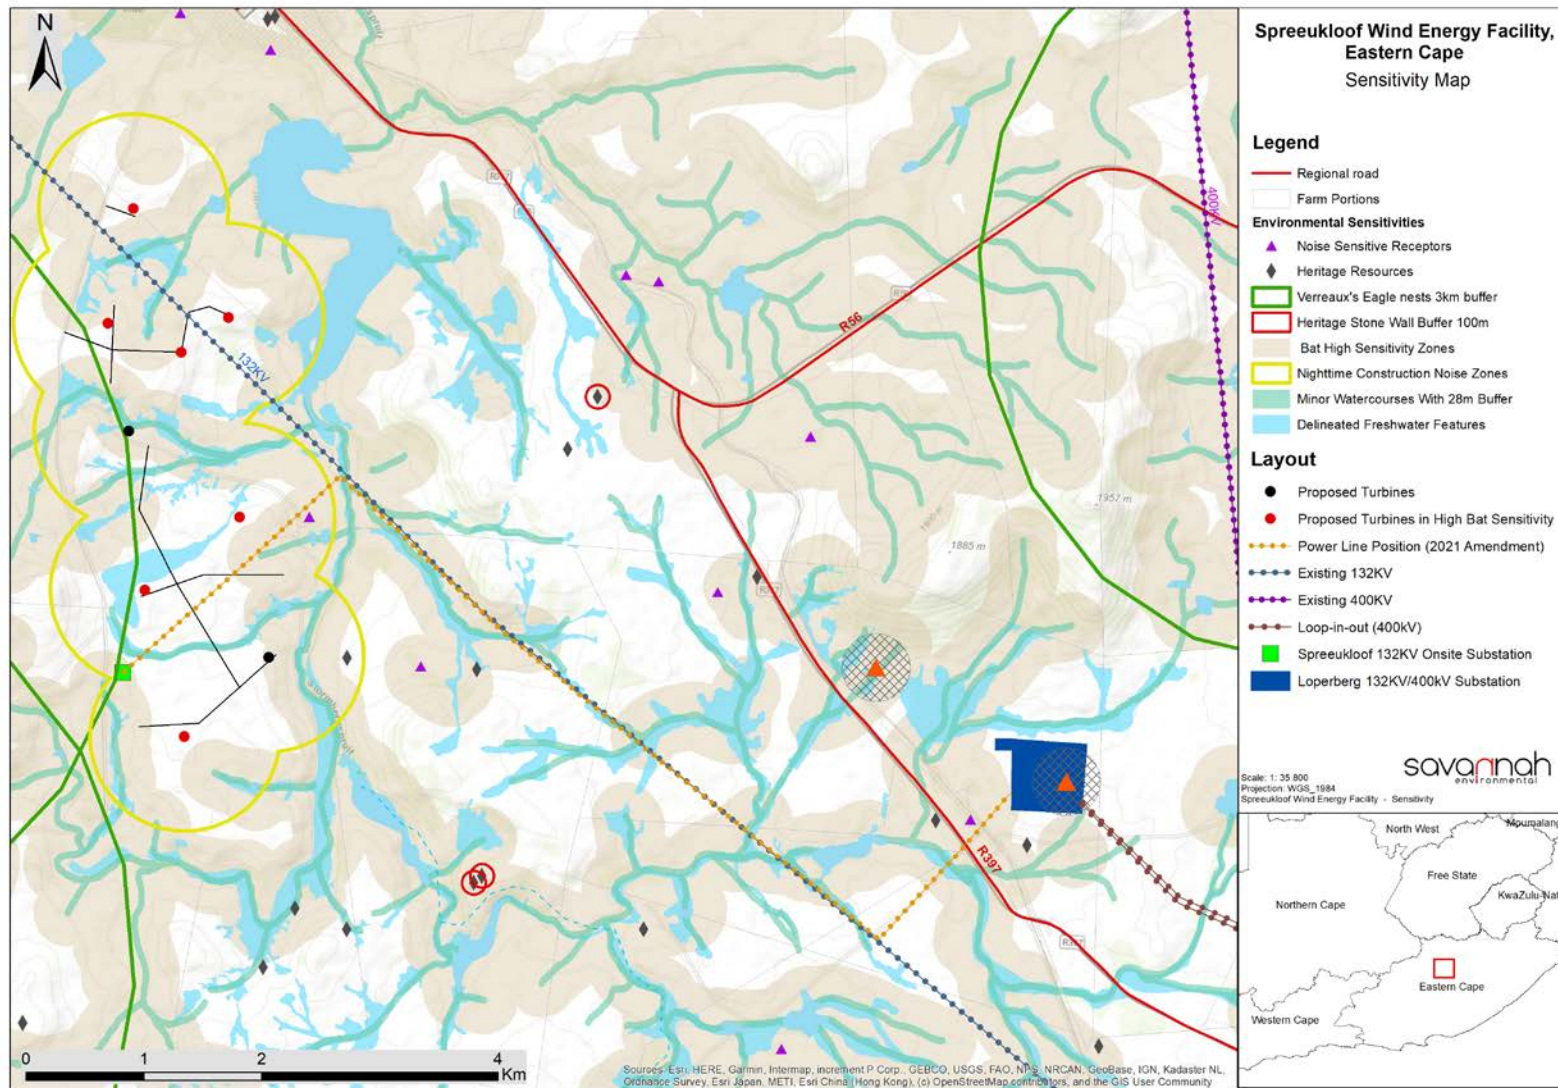 Spreeukloof Wind Energy Facility,
Eastern Cape
Sensitivity Map
Legend
Regional road
Farm Portions
Environmental Sensitivities
Noise Sensitive Receptors
Heritage Resources
Verreaux's Eagle nests 3km buffer
Heritage Stone Wall Buffer 100m
Bat High Sensitivity Zones
Nighttime Construction Noise Zones
Minor Watercourses With 28m Buffer
Delineated Freshwater Features
Layout
Proposed Turbines
Proposed Turbines in High Bat Sensitivity
Power Line Position (2021 Amendment)
Existing 132KV
Existing 400KV
Loop-in-out (400kV)
Spreeukloof 132KV Onsite Substation
Loperberg 132KV/400kV Substation
savannah
environmental
Scale: 1: 35 800
Projection: WGS_1984
Spreeukloof Wind Energy Facility - Sensitivity
North West
Free State
Northern Cape
Eastern Cape
Western Cape
N
400KV
R56
132KV
1957 m
1885 m
R397
0 1 2 4
Km
Sources: Esri, HERE, Garmin, Intermap, increment P Corp., GEBCO, USGS, FAO, NPS, NRCAN, GeoBase, IGN, Kadaster NL,
Ordnance Survey, Esri Japan, METI, Esri China (Hong Kong), (c) OpenStreetMap contributors, and the GIS User Community